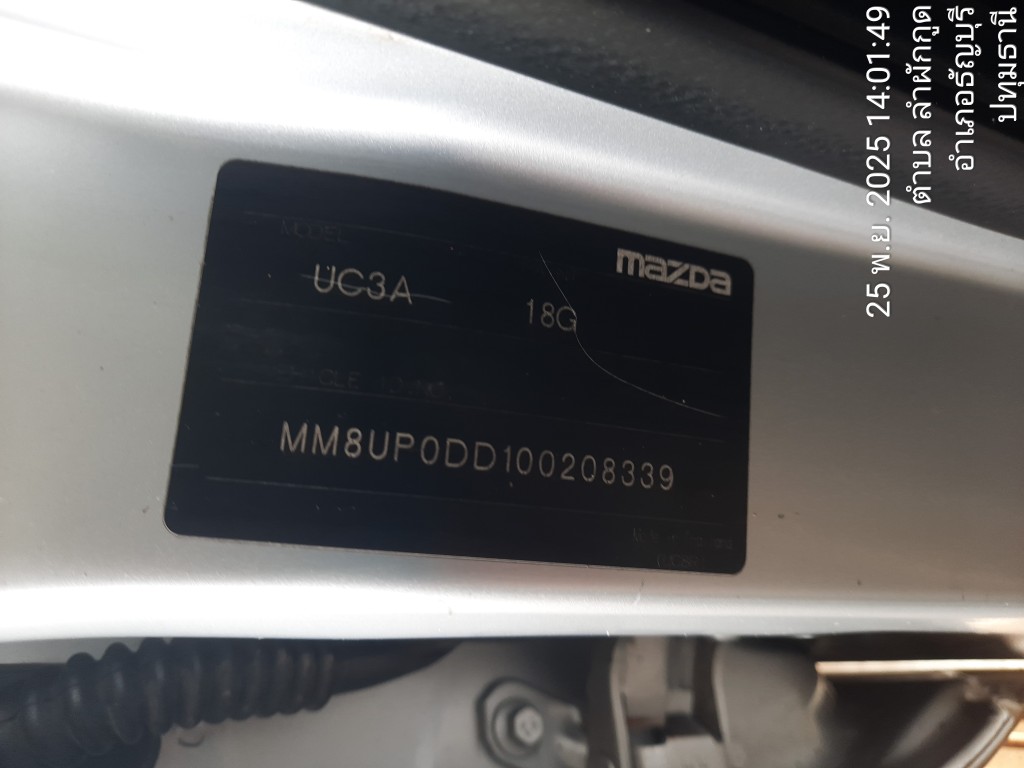 MODEL
mazda
UC3A 18G
MM8UP0DD100208339
25 พ.ย. 2025 14:01:49
ตำบล ลำผักกูด
อำเภอธัญบุรี
ปทุมธานี